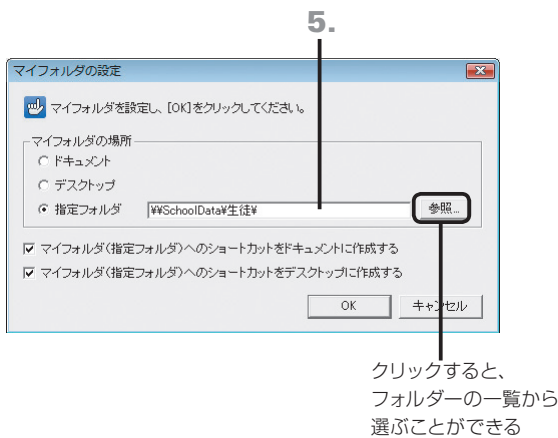 5.
マイフォルダの設定
マイフォルダを設定し、[OK]をクリックしてください。
マイフォルダの場所
ドキュメント
デスクトップ
指定フォルダ ¥¥SchoolData¥生徒¥ 参照...
マイフォルダ(指定フォルダ)へのショートカットをドキュメントに作成する
マイフォルダ(指定フォルダ)へのショートカットをデスクトップに作成する
OK キャンセル
クリックすると、
フォルダーの一覧から
選ぶことができる